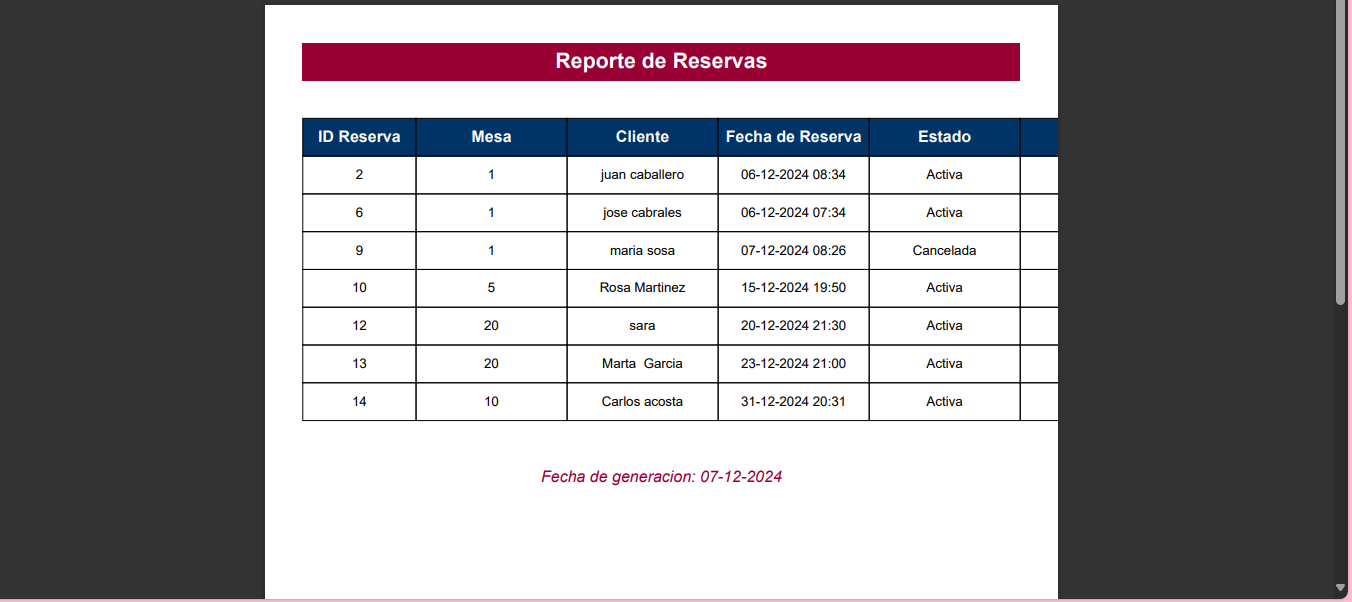 Reporte de Reservas
ID Reserva Mesa Cliente Fecha de Reserva Estado
2 1 juan caballero 06-12-2024 08:34 Activa
6 1 jose cabrales 06-12-2024 07:34 Activa
9 1 maria sosa 07-12-2024 08:26 Cancelada
10 5 Rosa Martinez 15-12-2024 19:50 Activa
12 20 sara 20-12-2024 21:30 Activa
13 20 Marta  Garcia 23-12-2024 21:00 Activa
14 10 Carlos acosta 31-12-2024 20:31 Activa
Fecha de generacion: 07-12-2024